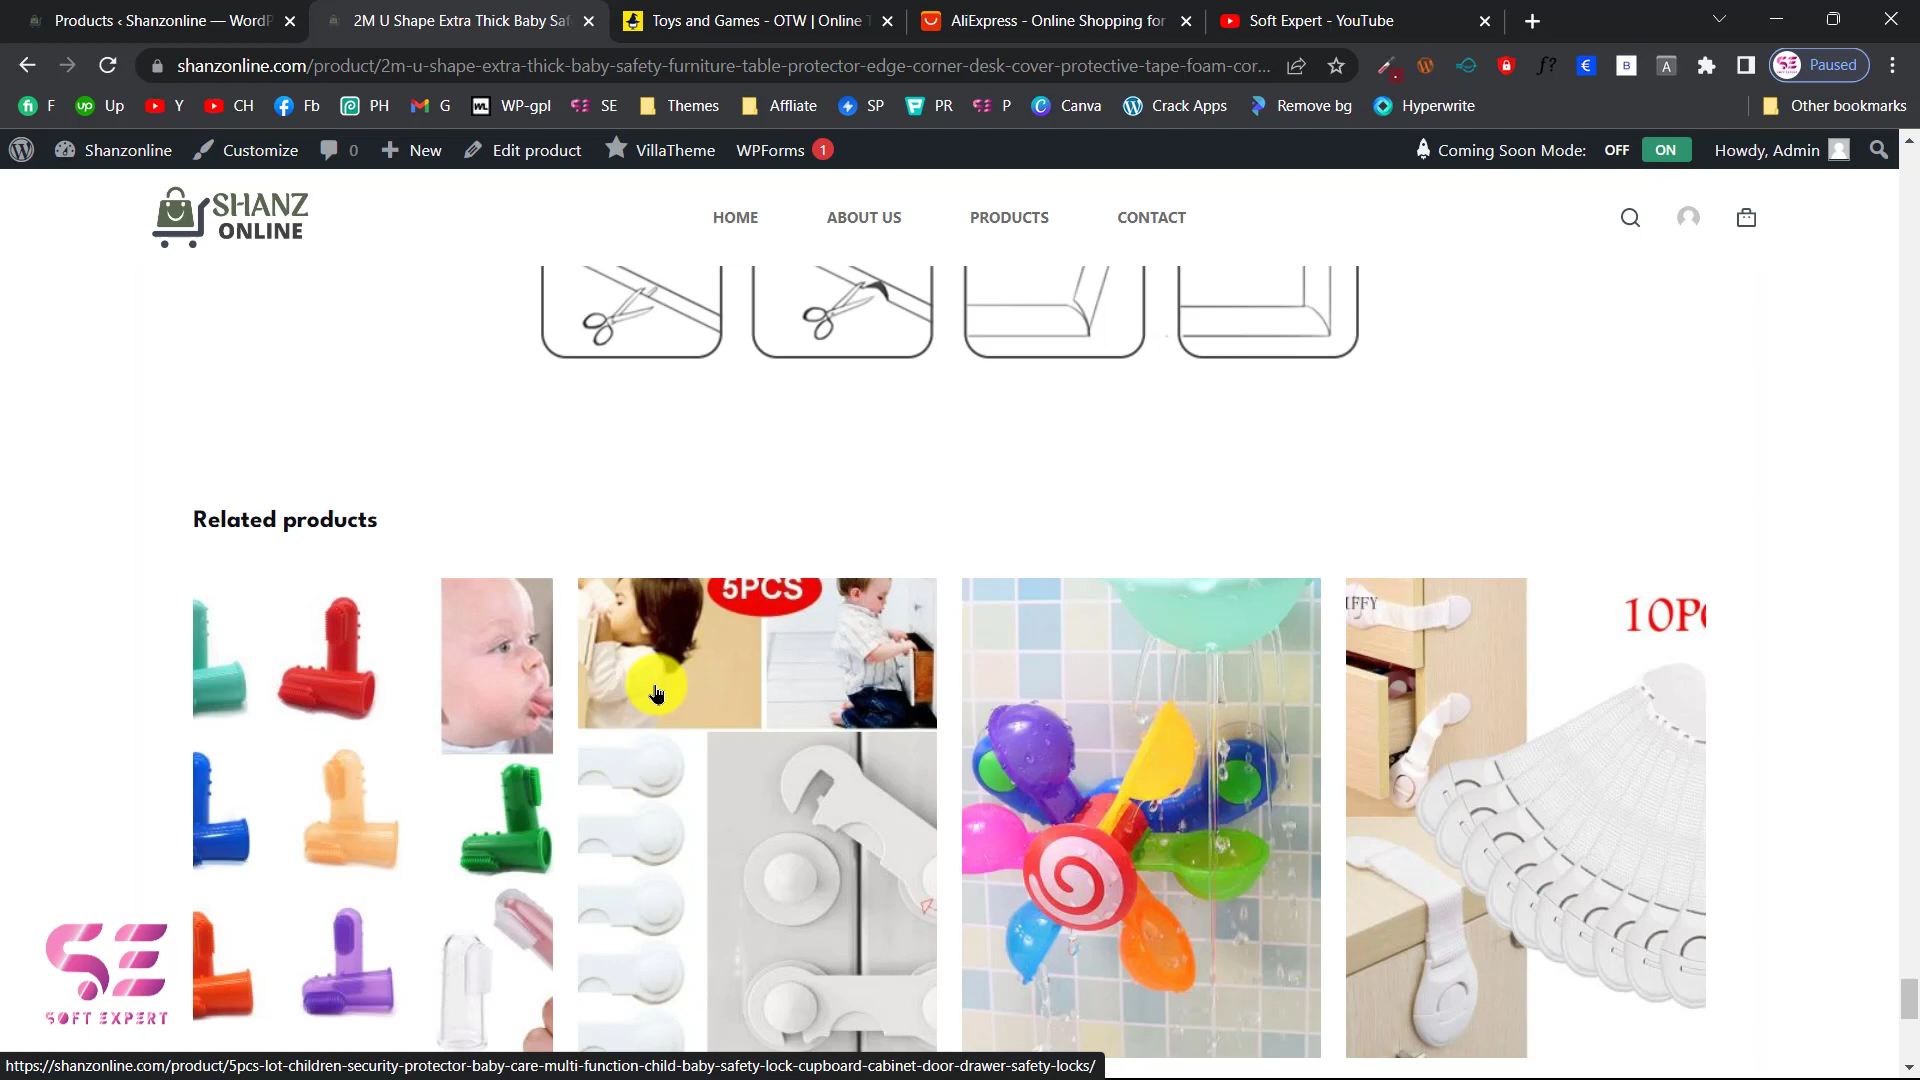 Products ‹ Shanzonline — WordP
2M U Shape Extra Thick Baby Saf
Toys and Games - OTW | Online T
AliExpress - Online Shopping for
Soft Expert - YouTube
shanzonline.com/product/2m-u-shape-extra-thick-baby-safety-furniture-table-protector-edge-corner-desk-cover-protective-tape-foam-cor...
Paused
F Up Y CH Fb PH G WP-gpl SE Themes Affliate SP PR P Canva Crack Apps Remove bg Hyperwrite Other bookmarks
Shanzonline Customize 0 New Edit product VillaTheme WPForms 1 Coming Soon Mode: OFF ON Howdy, Admin
SHANZ
ONLINE
HOME ABOUT US PRODUCTS CONTACT
Related products
5PCS
IFFY
10P
SOFT EXPERT
https://shanzonline.com/product/5pcs-lot-children-security-protector-baby-care-multi-function-child-baby-safety-lock-cupboard-cabinet-door-drawer-safety-locks/